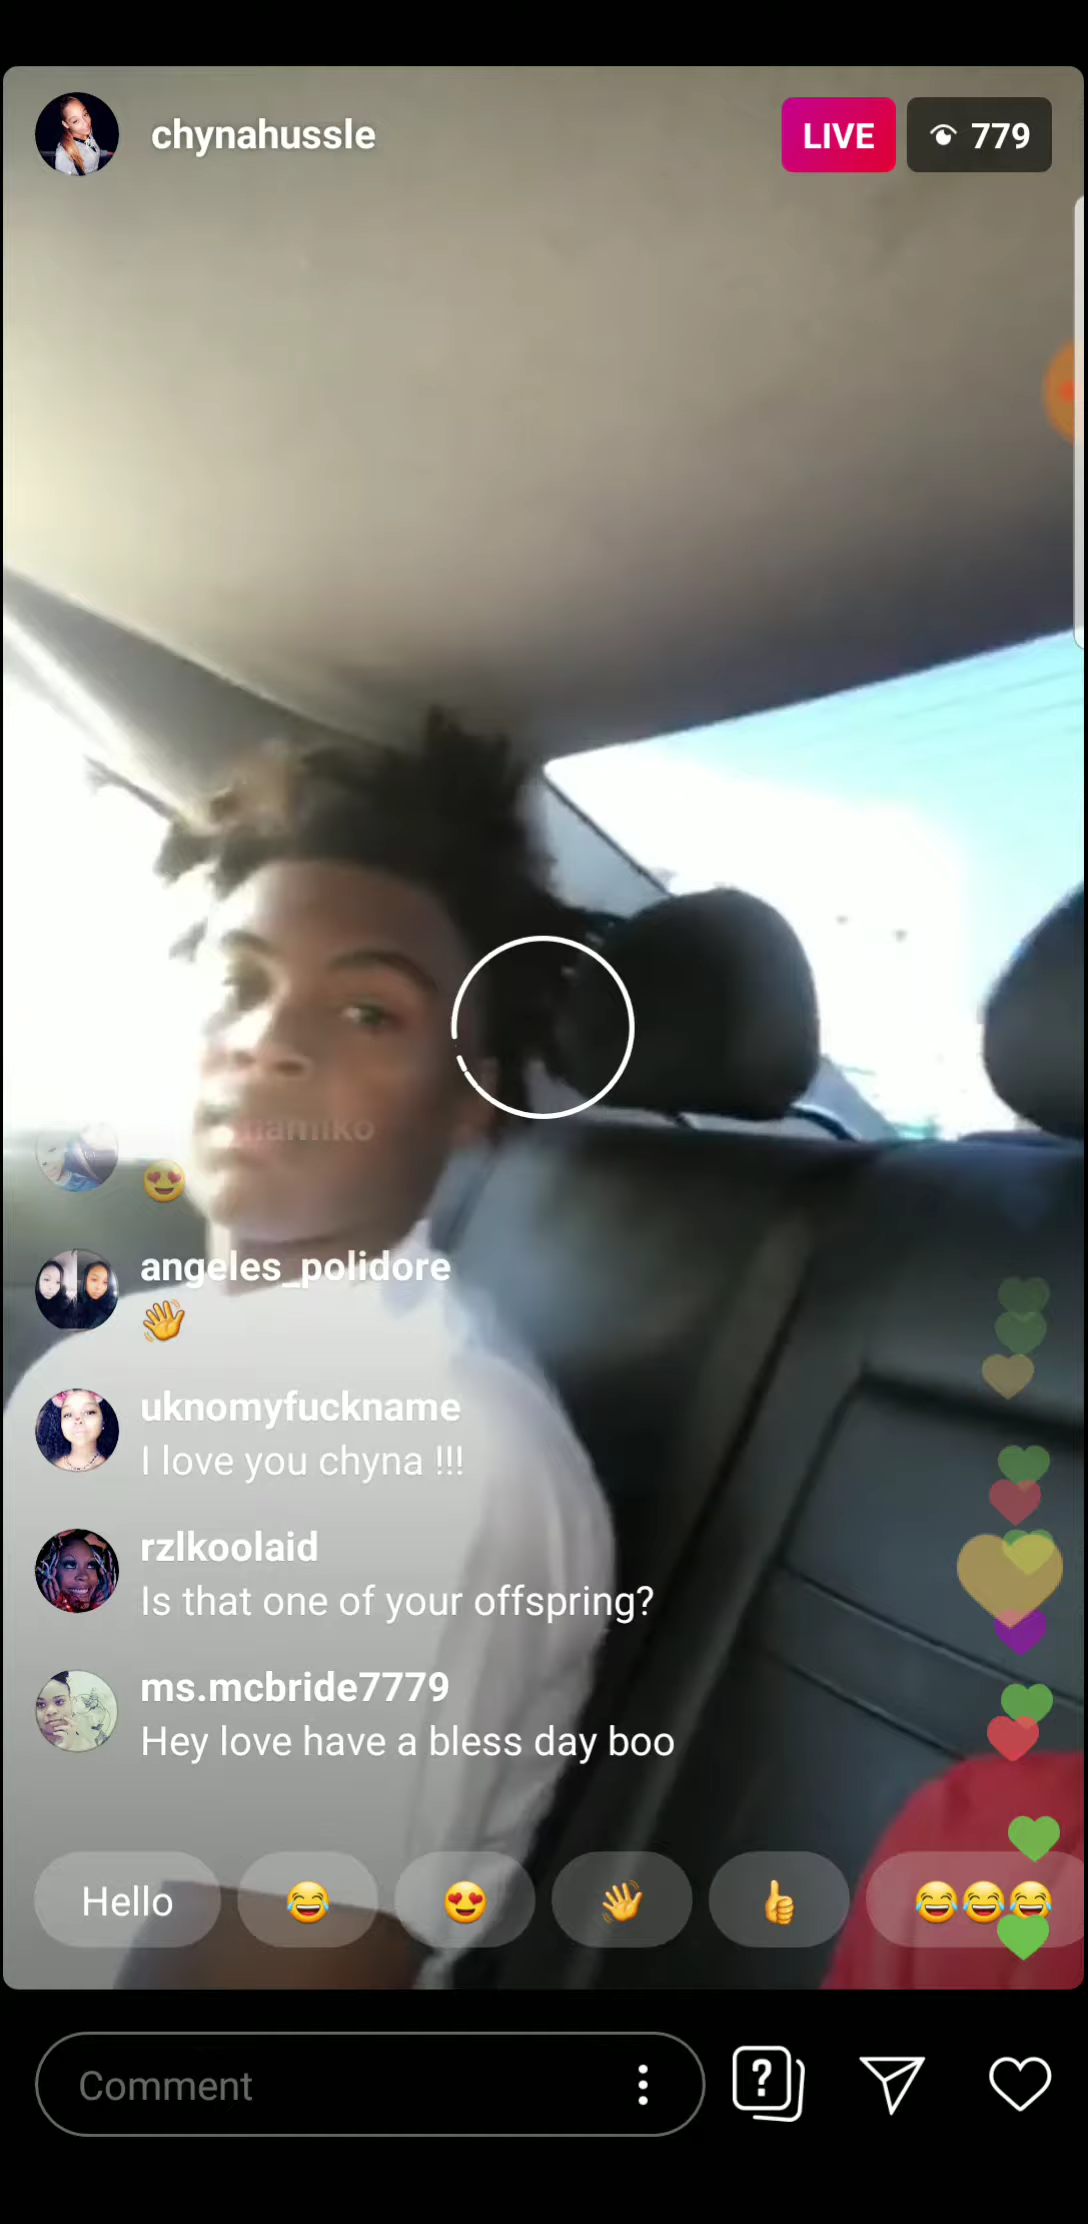 chynahussle
LIVE
779
namiko
😍
angeles_polidore
👋
uknomyfuckname
I love you chyna !!!
rzlkoolaid
Is that one of your offspring?
ms.mcbride7779
Hey love have a bless day boo
Hello 😂 😍 👋 👍 😂😂😂
Comment
?